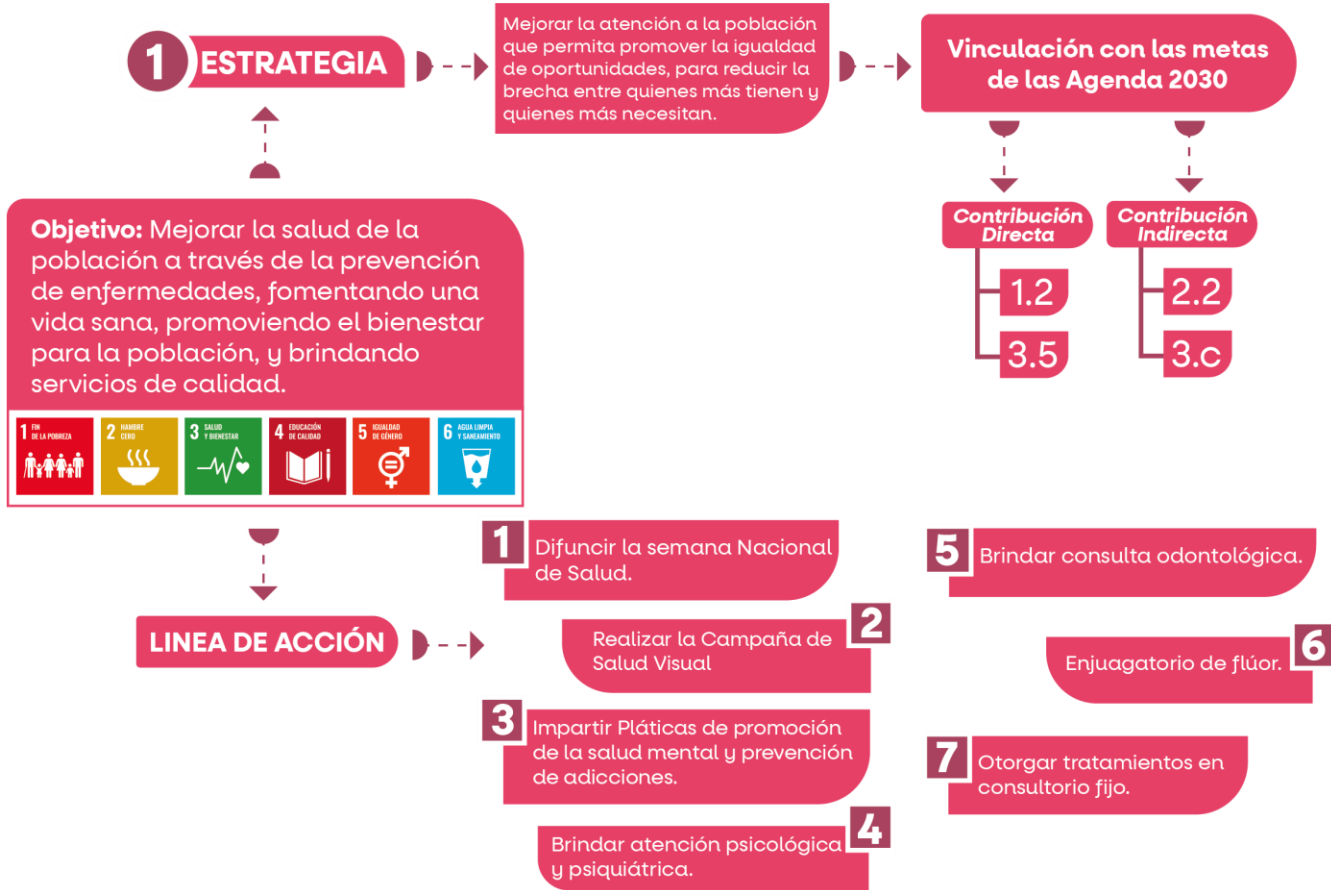 1 ESTRATEGIA
Mejorar la atención a la población
que permita promover la igualdad
de oportunidades, para reducir la
brecha entre quienes más tienen y
quienes más necesitan.
Vinculación con las metas
de las Agenda 2030
Contribución
Directa
1.2
3.5
Contribución
Indirecta
2.2
3.c
Objetivo: Mejorar la salud de la
población a través de la prevención
de enfermedades, fomentando una
vida sana, promoviendo el bienestar
para la población, y brindando
servicios de calidad.
1 FIN
DE LA POBREZA
2 HAMBRE
CERO
3 SALUD
Y BIENESTAR
4 EDUCACIÓN
DE CALIDAD
5 IGUALDAD
DE GÉNERO
6 AGUA LIMPIA
Y SANEAMIENTO
LINEA DE ACCIÓN
1 Difuncir la semana Nacional
de Salud.
2
Realizar la Campaña de
Salud Visual
3 Impartir Pláticas de promoción
de la salud mental y prevención
de adicciones.
4
Brindar atención psicológica
y psiquiátrica.
5 Brindar consulta odontológica.
6
Enjuagatorio de flúor.
7 Otorgar tratamientos en
consultorio fijo.